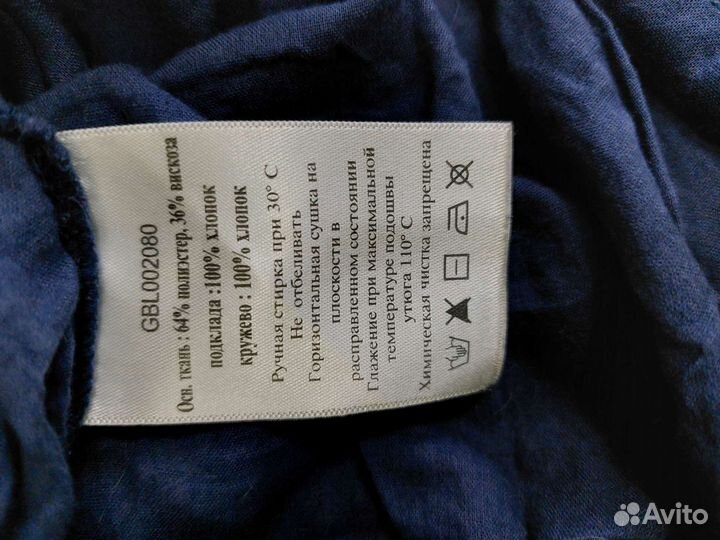 GBL002080
Осн. ткань : 64% полиэстер, 36% вискоза
подклада :100% хлопок
кружево : 100% хлопок
Ручная стирка при 30° C
Не отбеливать
Горизонтальная сушка на
плоскости в
расправленном состоянии
Глажение при максимальной
температуре подошвы
утюга 110° C
Химическая чистка запрещена
Avito